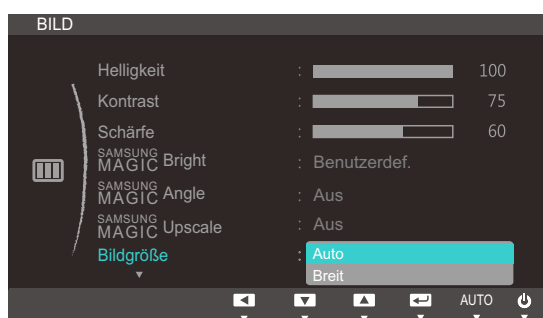 BILD
Helligkeit : 100
Kontrast : 75
Schärfe : 60
SAMSUNG MAGIC Bright : Benutzerdef.
SAMSUNG MAGIC Angle : Aus
SAMSUNG MAGIC Upscale : Aus
Bildgröße : Auto
Breit
AUTO